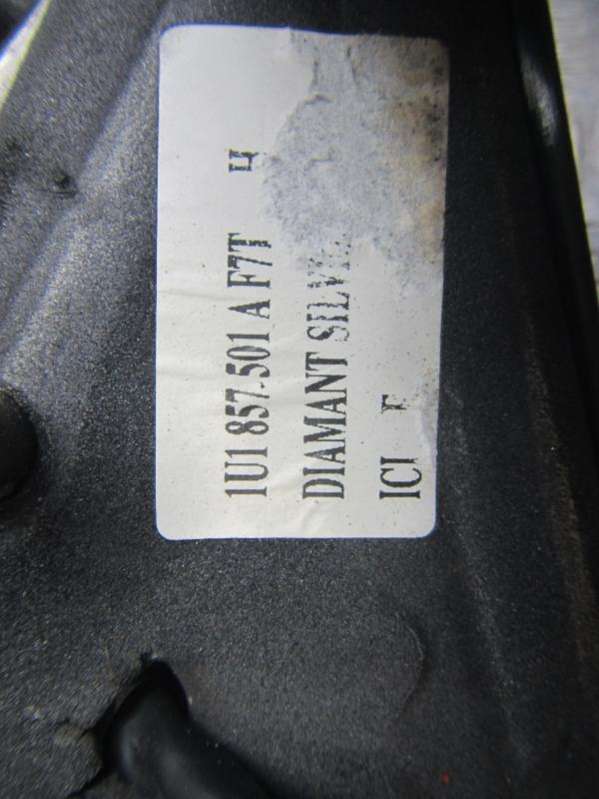 1U1 857-501 A F7T H
DIAMANT
ICI F